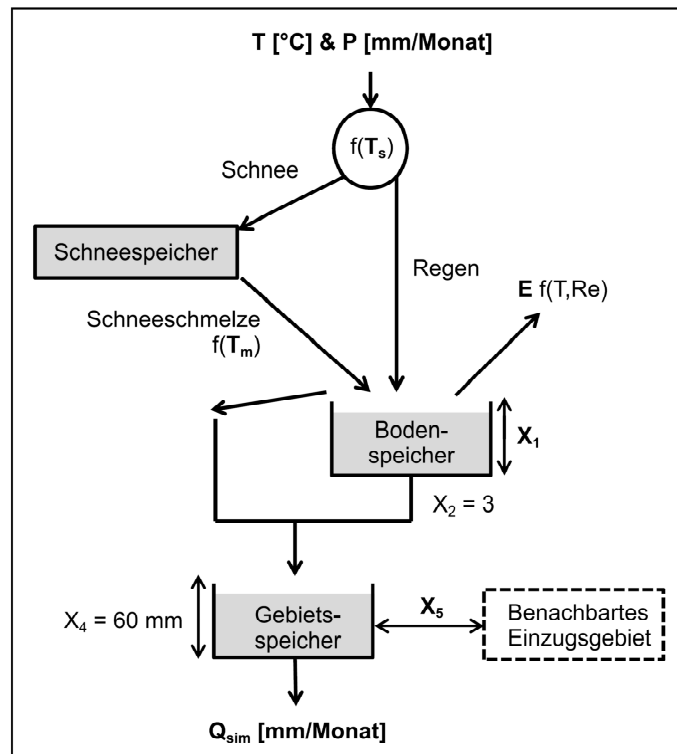 T [°C] & P [mm/Monat]
f(Tₛ)
Schnee
Schneespeicher
Regen
E f(T,Re)
Schneeschmelze
f(Tₘ)
Boden-
speicher
X₁
X₂ = 3
X₄ = 60 mm
Gebiets-
speicher
X₅
Benachbartes
Einzugsgebiet
Qsim [mm/Monat]